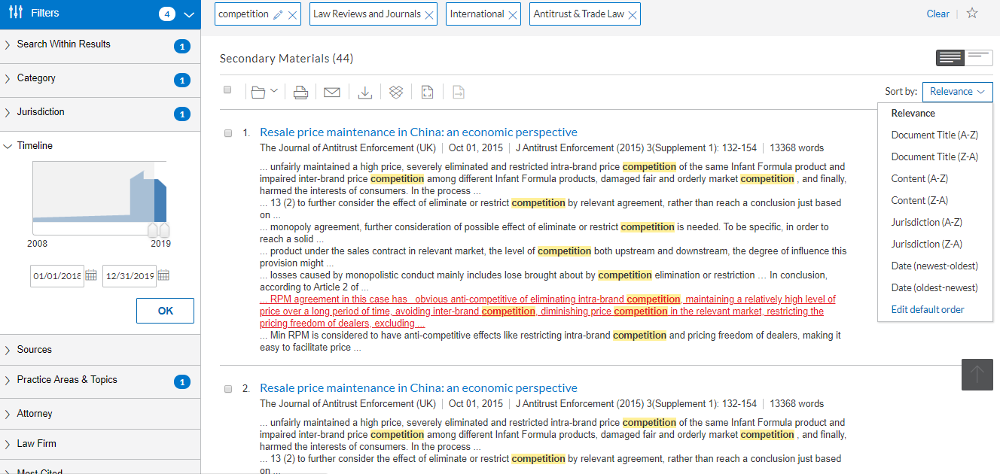 Filters 4
Search Within Results 1
Category 1
Jurisdiction 1
Timeline
2008 2019
01/01/2018 12/31/2019
OK
Sources
Practice Areas & Topics 1
Attorney
Law Firm
Most Cited
competition Law Reviews and Journals International Antitrust & Trade Law Clear
Secondary Materials (44)
Sort by: Relevance
Relevance
Document Title (A-Z)
Document Title (Z-A)
Content (A-Z)
Content (Z-A)
Jurisdiction (A-Z)
Jurisdiction (Z-A)
Date (newest-oldest)
Date (oldest-newest)
Edit default order
1. Resale price maintenance in China: an economic perspective
The Journal of Antitrust Enforcement (UK) | Oct 01, 2015 | J Antitrust Enforcement (2015) 3(Supplement 1): 132-154 | 13368 words
... unfairly maintained a high price, severely eliminated and restricted intra-brand price competition of the same Infant Formula product and
impaired inter-brand price competition among different Infant Formula products, damaged fair and orderly market competition , and finally,
harmed the interests of consumers. In the process ...
... 13 (2) to further consider the effect of eliminate or restrict competition by relevant agreement, rather than reach a conclusion just based
on ...
... monopoly agreement, further consideration of possible effect of eliminate or restrict competition is needed. To be specific, in order to
reach a solid ...
... product under the sales contract in relevant market, the level of competition both upstream and downstream, the degree of influence this
provision might ...
... losses caused by monopolistic conduct mainly includes lose brought about by competition elimination or restriction ... In conclusion,
according to Article 2 of ...
... RPM agreement in this case has obvious anti-competitive of eliminating intra-brand competition, maintaining a relatively high level of
price over a long period of time, avoiding inter-brand competition, diminishing price competition in the relevant market, restricting the
pricing freedom of dealers, excluding ...
... Min RPM is considered to have anti-competitive effects like restricting intra-brand competition and pricing freedom of dealers, making it
easy to facilitate price ...
2. Resale price maintenance in China: an economic perspective
The Journal of Antitrust Enforcement (UK) | Oct 01, 2015 | J Antitrust Enforcement (2015) 3(Supplement 1): 132-154 | 13368 words
... unfairly maintained a high price, severely eliminated and restricted intra-brand price competition of the same Infant Formula product and
impaired inter-brand price competition among different Infant Formula products, damaged fair and orderly market competition , and finally,
harmed the interests of consumers. In the process ...
... 13 (2) to further consider the effect of eliminate or restrict competition by relevant agreement, rather than reach a conclusion just based
on ...